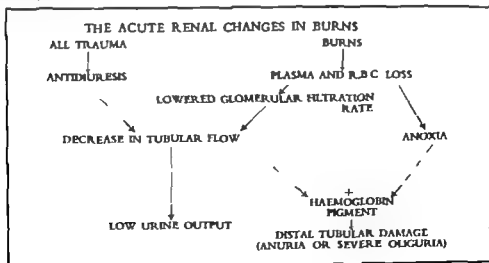 THE ACUTE RENAL CHANGES IN BURNS
ALL TRAUMA
BURNS
ANTIDIURESIS
PLASMA AND R.B.C LOSS
LOWERED GLOMERULAR FILTRATION
RATE
DECREASE IN TUBULAR FLOW
ANOXIA
+
HAEMOGLOBIN
PIGMENT
LOW URINE OUTPUT
DISTAL TUBULAR DAMAGE
(ANURIA OR SEVERE OLIGURIA)